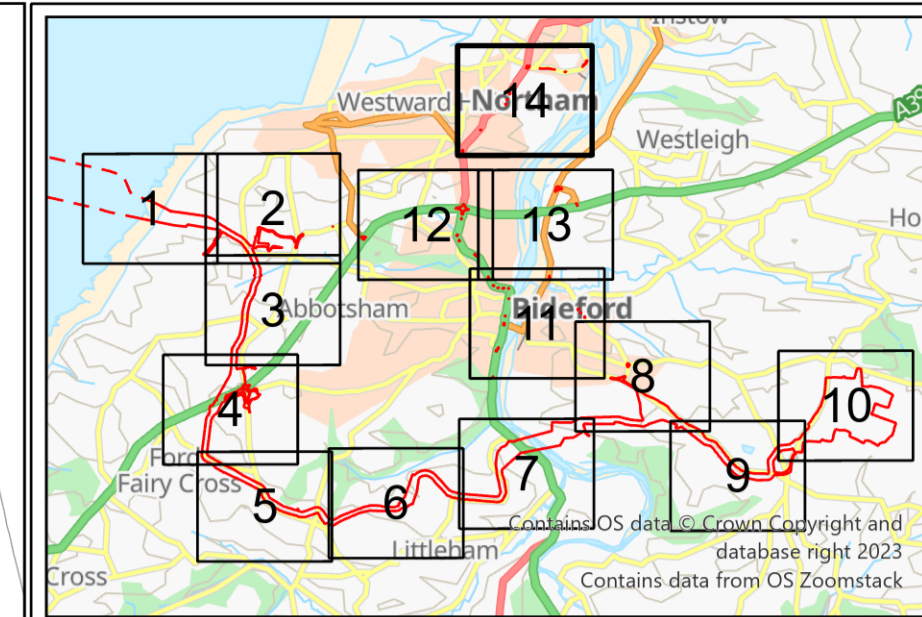 Instow
14
Westward H
Northam
A39
Westleigh
1
2
12
13
Ho
3
Abbotsham
Bideford
11
8
4
10
Ford
Fairy Cross
5
6
7
9
Contains OS data © Crown Copyright and
database right 2023
Littleham
Contains data from OS Zoomstack
Cross